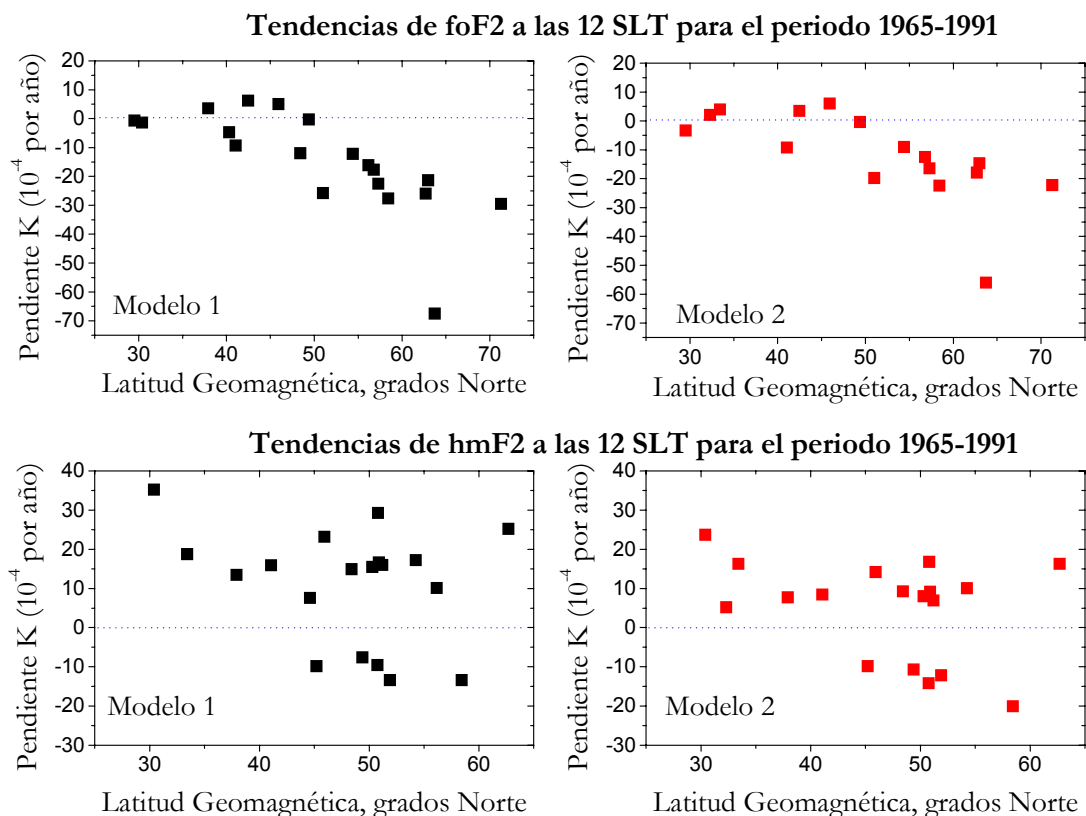 Tendencias de foF2 a las 12 SLT para el periodo 1965-1991
Pendiente K (10⁻⁴ por año)
20
10
0
-10
-20
-30
-40
-50
-60
-70
Modelo 1
30 40 50 60 70
Latitud Geomagnética, grados Norte
Pendiente K (10⁻⁴ por año)
20
10
0
-10
-20
-30
-40
-50
-60
-70
Modelo 2
30 40 50 60 70
Latitud Geomagnética, grados Norte
Tendencias de hmF2 a las 12 SLT para el periodo 1965-1991
Pendiente K (10⁻⁴ por año)
40
30
20
10
0
-10
-20
-30
Modelo 1
30 40 50 60
Latitud Geomagnética, grados Norte
Pendiente K (10⁻⁴ por año)
40
30
20
10
0
-10
-20
-30
Modelo 2
30 40 50 60
Latitud Geomagnética, grados Norte